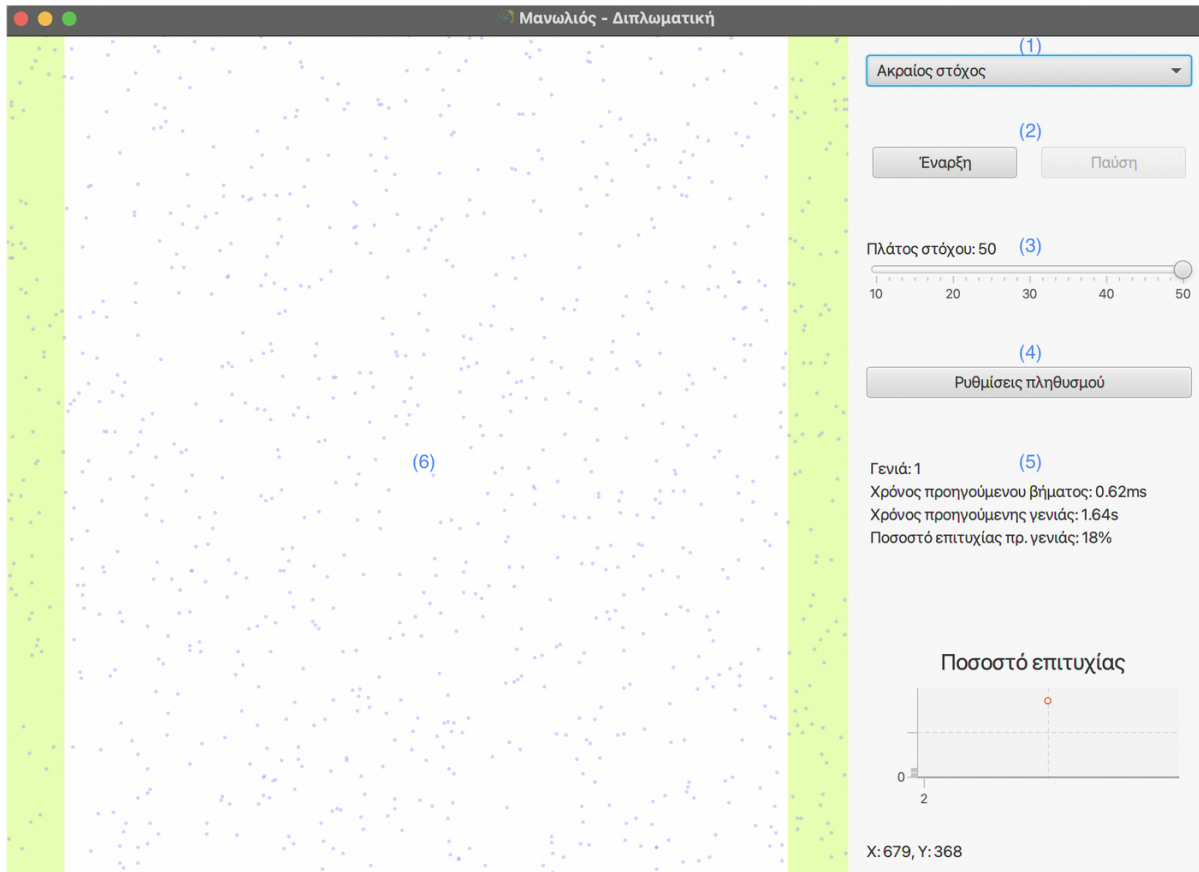 Μανωλιός - Διπλωματική
(1)
Ακραίος στόχος
(2)
Έναρξη Παύση
Πλάτος στόχου: 50 (3)
10 20 30 40 50
(4)
Ρυθμίσεις πληθυσμού
(6)
(5)
Γενιά: 1
Χρόνος προηγούμενου βήματος: 0.62ms
Χρόνος προηγούμενης γενιάς: 1.64s
Ποσοστό επιτυχίας πρ. γενιάς: 18%
Ποσοστό επιτυχίας
0
2
X: 679, Y: 368